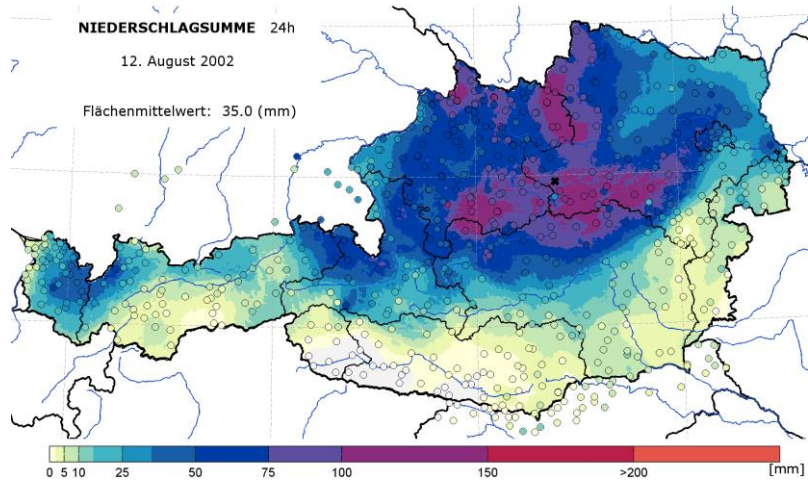 NIEDERSCHLAGSUMME 24h
12. August 2002
Flächenmittelwert: 35.0 (mm)
0 5 10 25 50 75 100 150 >200 [mm]